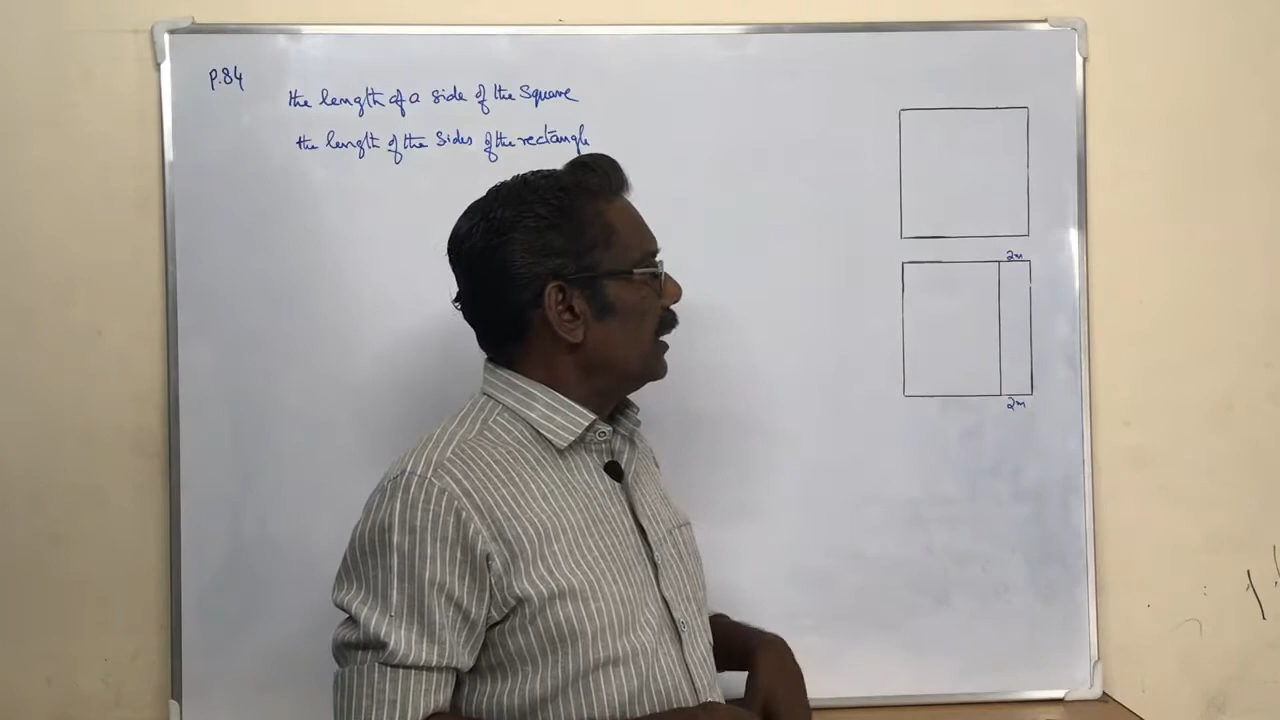 P.84
the length of a side of the Square
the length of the Sides of the rectangle
2m
2m